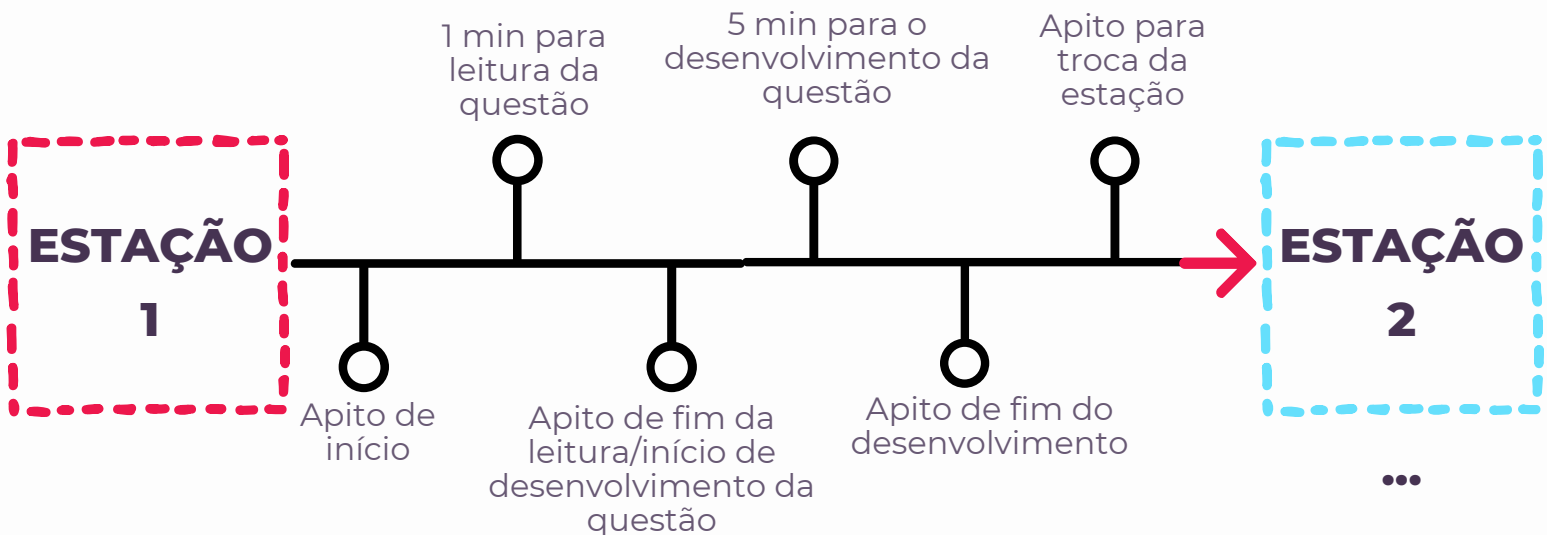 ESTAÇÃO
1
Apito de
início
1 min para
leitura da
questão
Apito de fim da
leitura/início de
desenvolvimento da
questão
5 min para o
desenvolvimento da
questão
Apito de fim do
desenvolvimento
Apito para
troca da
estação
ESTAÇÃO
2
...